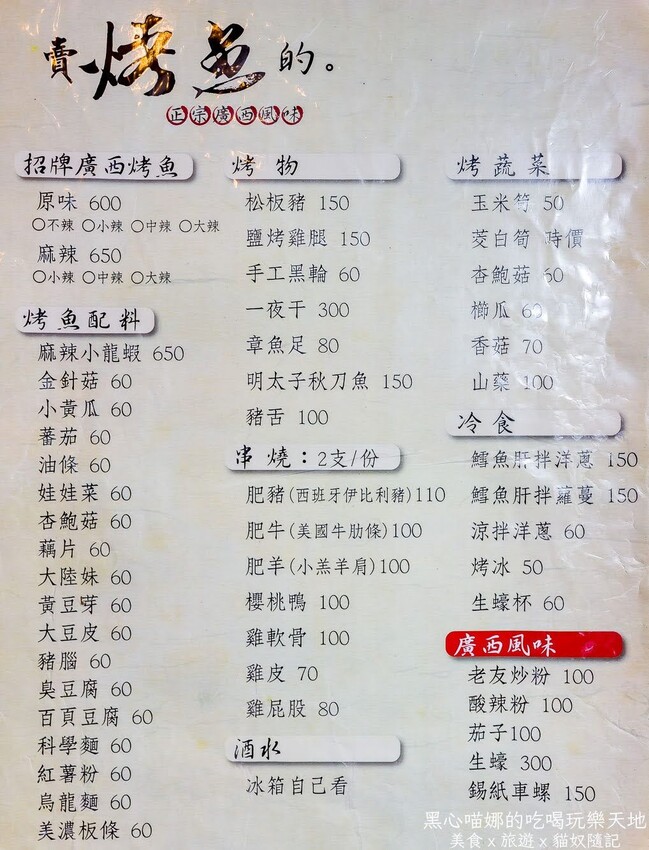 賣烤魚的。
正宗廣西風味
招牌廣西烤魚
原味 600
○不辣 ○小辣 ○中辣 ○大辣
麻辣 650
○小辣 ○中辣 ○大辣
烤魚配料
麻辣小龍蝦 650
金針菇 60
小黃瓜 60
蕃茄 60
油條 60
娃娃菜 60
杏鮑菇 60
藕片 60
大陸妹 60
黃豆芽 60
大豆皮 60
豬腦 60
臭豆腐 60
百頁豆腐 60
科學麵 60
紅薯粉 60
烏龍麵 60
美濃板條 60
烤物
松板豬 150
鹽烤雞腿 150
手工黑輪 60
一夜干 300
章魚足 80
明太子秋刀魚 150
豬舌 100
串燒：2支/份
肥豬(西班牙伊比利豬)110
肥牛(美國牛肋條)100
肥羊(小羔羊肩)100
櫻桃鴨 100
雞軟骨 100
雞皮 70
雞屁股 80
酒水
冰箱自己看
烤蔬菜
玉米筍 50
茭白筍 時價
杏鮑菇 60
櫛瓜 60
香菇 70
山藥 100
冷食
鱈魚肝拌洋蔥 150
鱈魚肝拌蘿蔓 150
涼拌洋蔥 60
烤冰 50
生蠔杯 60
廣西風味
老友炒粉 100
酸辣粉 100
茄子100
生蠔 300
錫紙車螺 150
黑心喵娜的吃喝玩樂天地
美食 x 旅遊 x 貓奴隨記